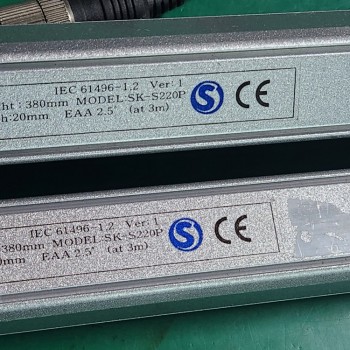 IEC 61496-1,2 Ver: 1
ht : 380mm MODEL:SK-S220P
h:20mm EAA 2.5° (at 3m)
S CE
IEC 61496-1,2 Ver: 1
380mm MODEL:SK-S220P
0mm EAA 2.5° (at 3m)
S CE